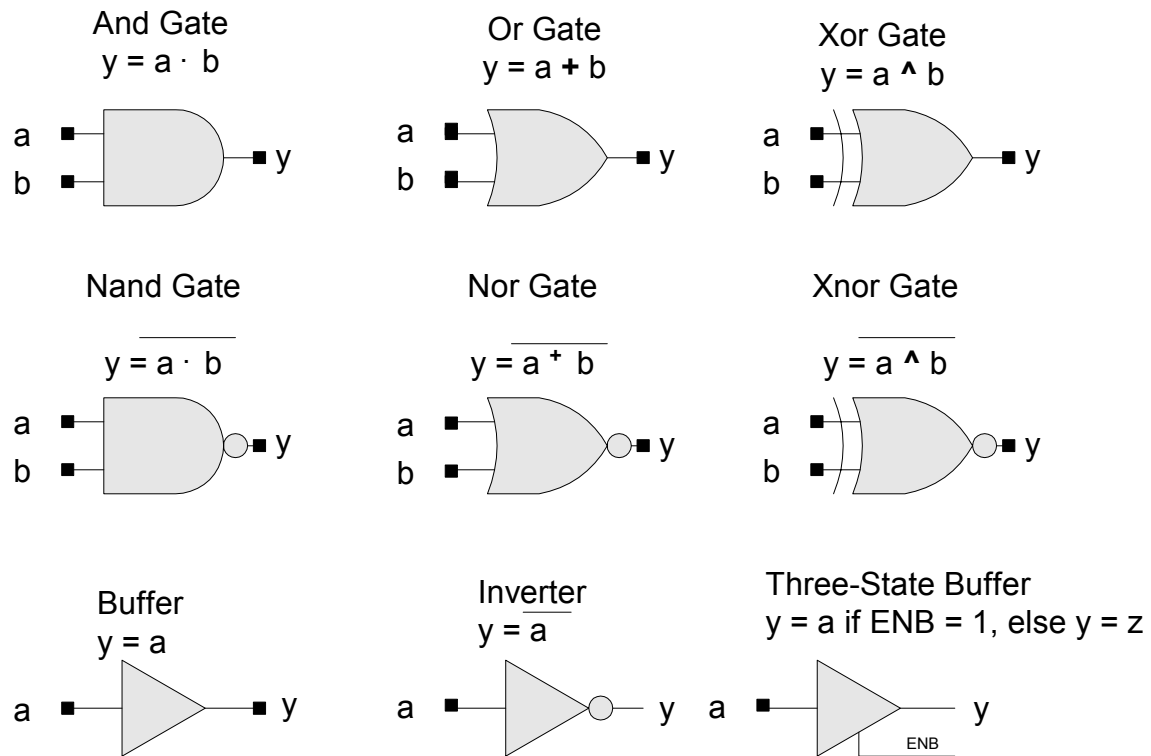 And Gate
y = a · b
a
b
y
Or Gate
y = a + b
a
b
y
Xor Gate
y = a ^ b
a
b
y
Nand Gate
y = a · b
a
b
y
Nor Gate
y = a + b
a
b
y
Xnor Gate
y = a ^ b
a
b
y
Buffer
y = a
a
y
Inverter
y = a
a
y
Three-State Buffer
y = a if ENB = 1, else y = z
a
y
ENB